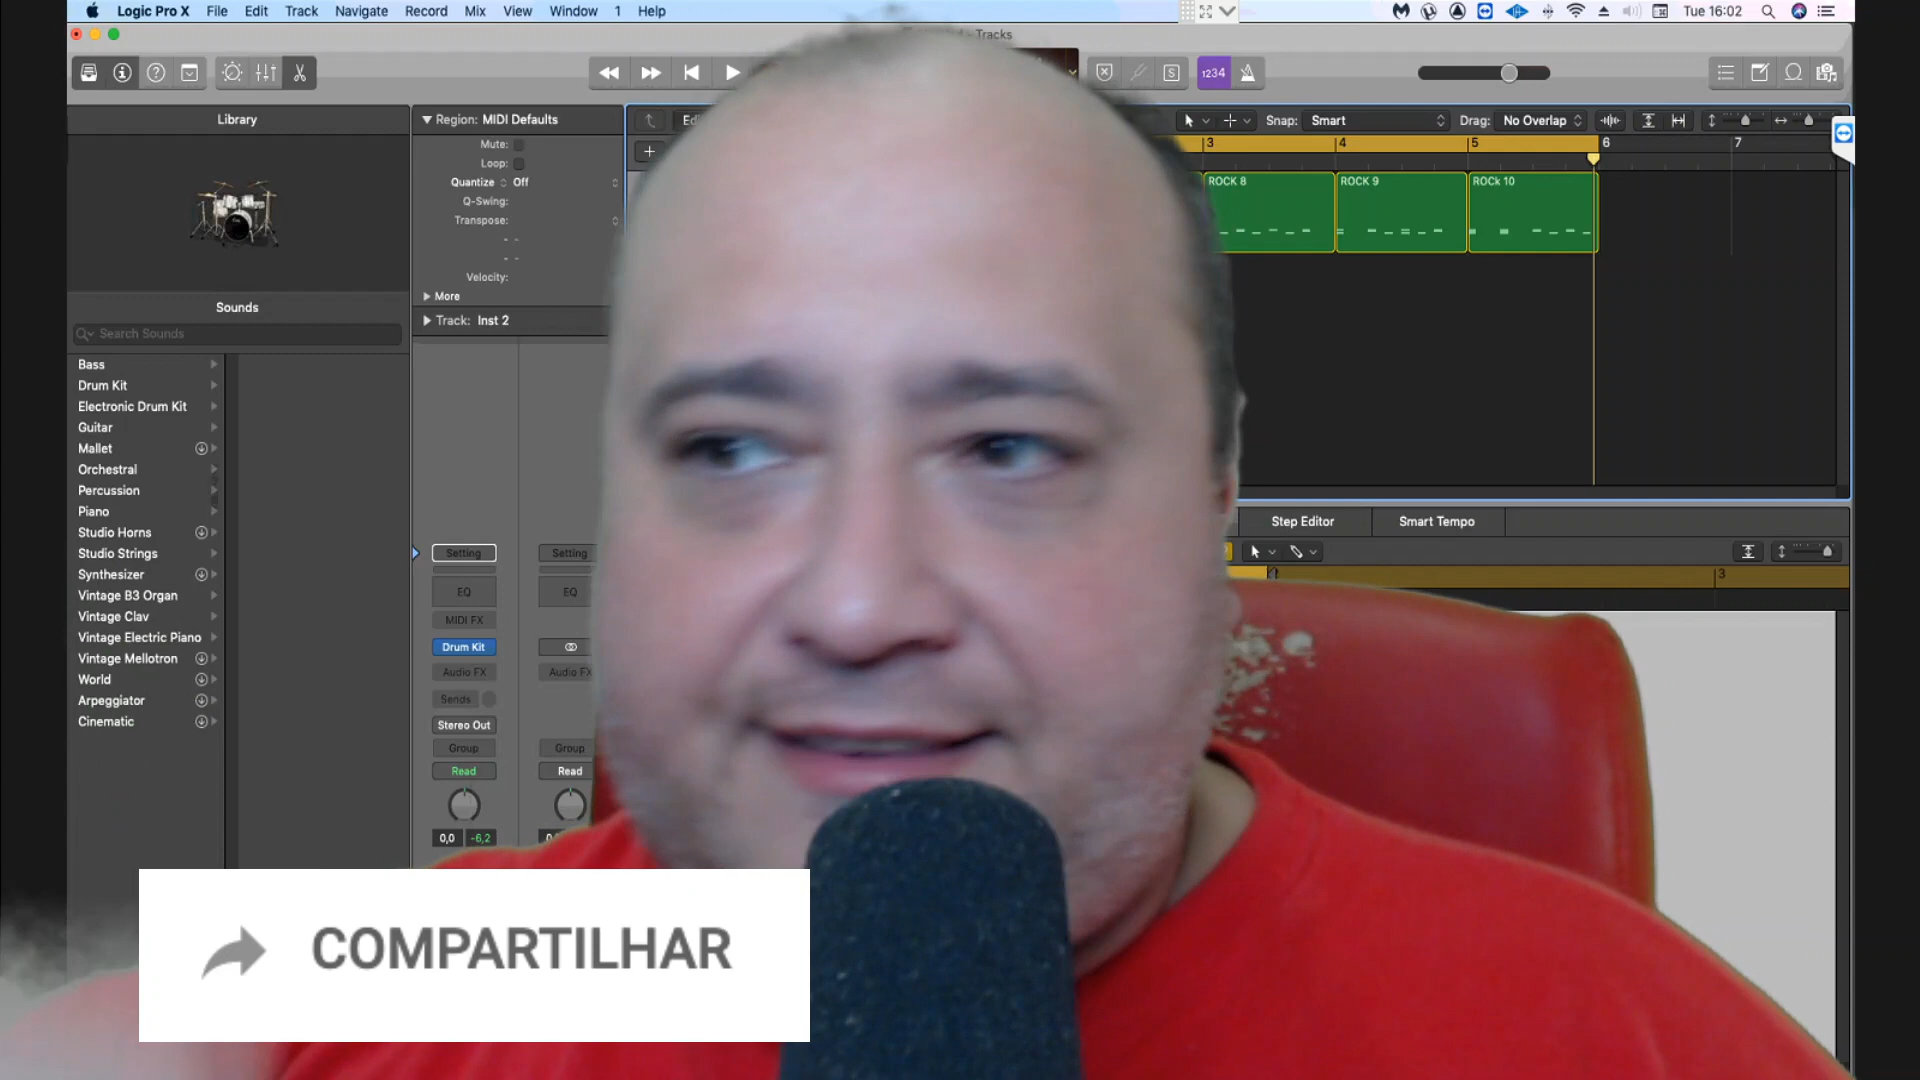 Logic Pro X File Edit Track Navigate Record Mix View Window 1 Help
Tue 16:02
- Tracks
1234
Library
Region: MIDI Defaults
Mute:
Loop:
Quantize Off
Q-Swing:
Transpose:
Velocity:
More
Track: Inst 2
Snap: Smart
Drag: No Overlap
3 4 5 6 7
ROCK 8 ROCK 9 ROCk 10
Sounds
Search Sounds
Bass
Drum Kit
Electronic Drum Kit
Guitar
Mallet
Orchestral
Percussion
Piano
Studio Horns
Studio Strings
Synthesizer
Vintage B3 Organ
Vintage Clav
Vintage Electric Piano
Vintage Mellotron
World
Arpeggiator
Cinematic
Setting Setting
EQ EQ
MIDI FX
Drum Kit
Audio FX Audio FX
Sends
Stereo Out
Group Group
Read Read
0,0 -6,2
Step Editor Smart Tempo
3
COMPARTILHAR